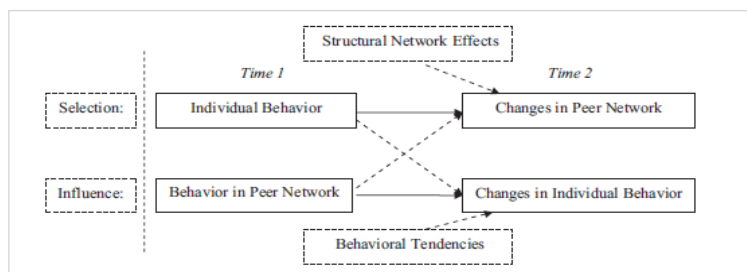 Structural Network Effects
Time 1
Time 2
Selection:
Individual Behavior
Changes in Peer Network
Influence:
Behavior in Peer Network
Changes in Individual Behavior
Behavioral Tendencies